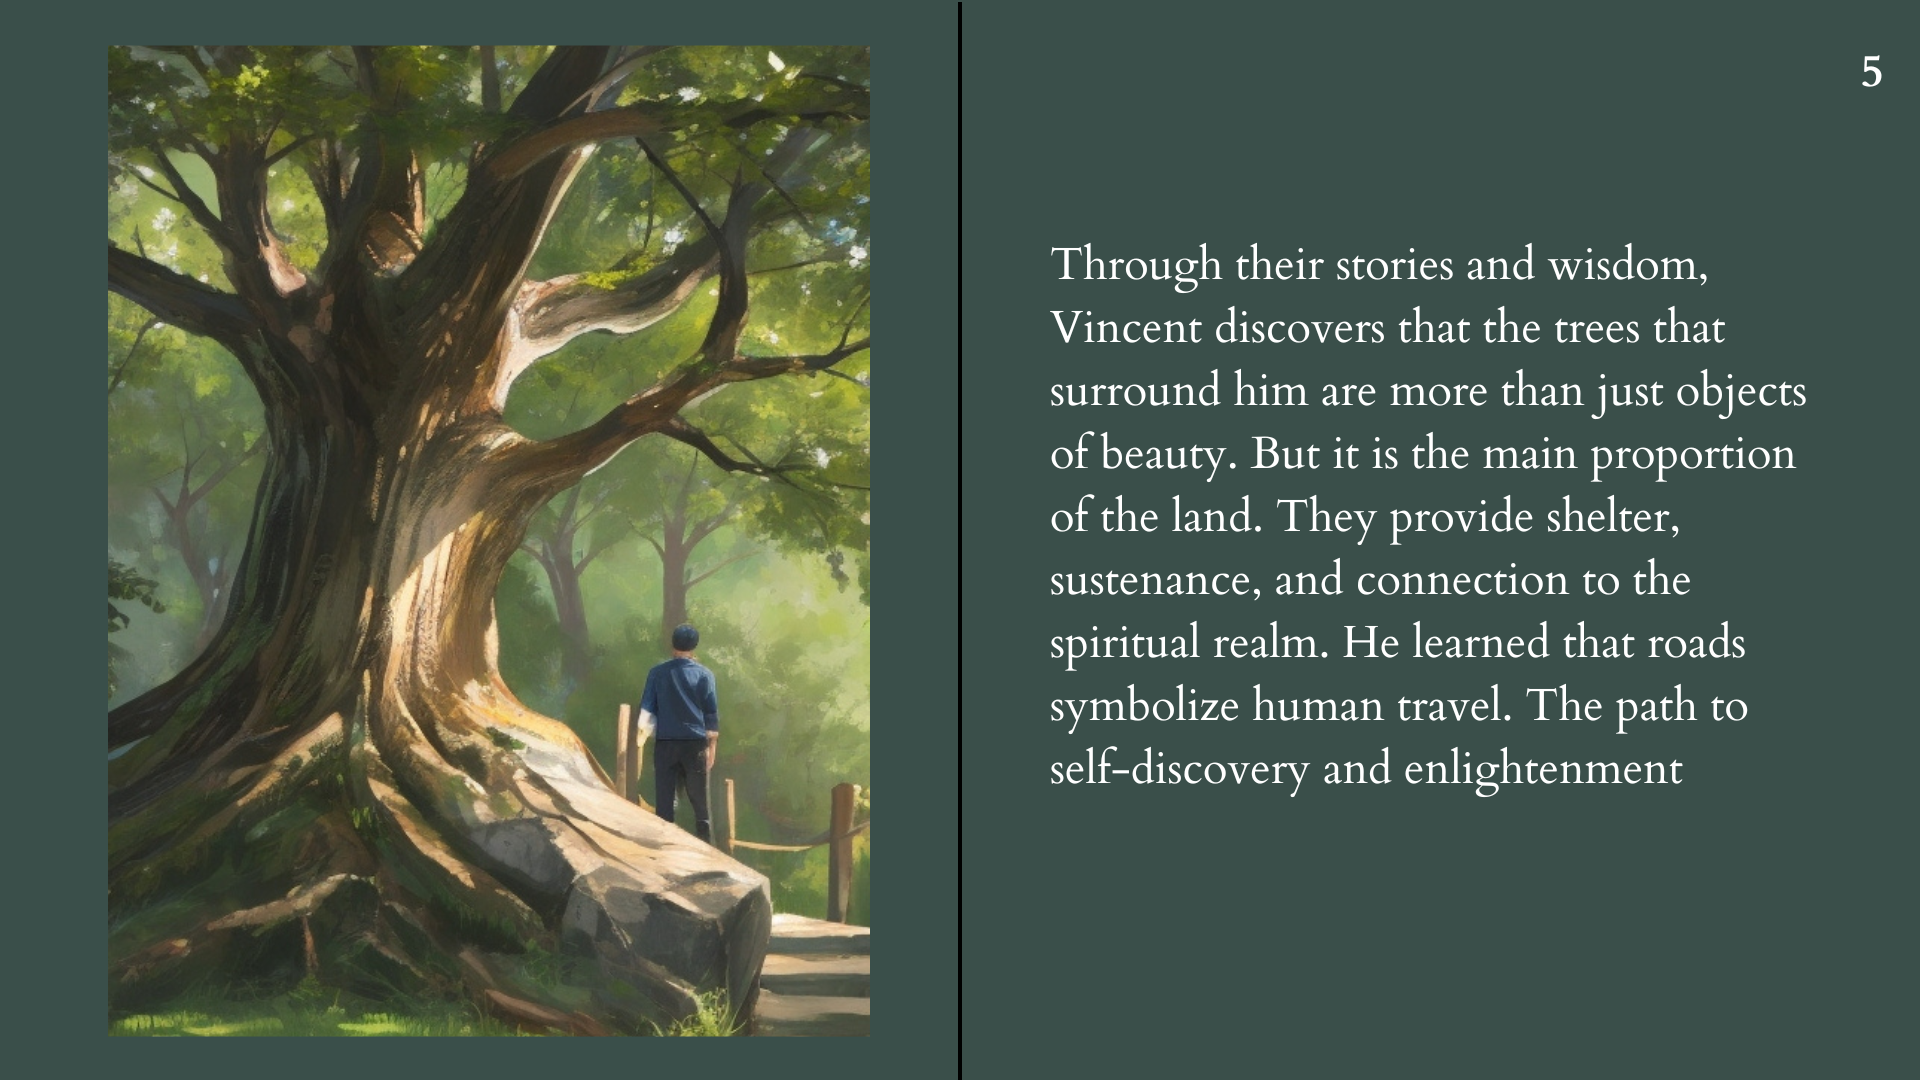 5
Through their stories and wisdom,
Vincent discovers that the trees that
surround him are more than just objects
of beauty. But it is the main proportion
of the land. They provide shelter,
sustenance, and connection to the
spiritual realm. He learned that roads
symbolize human travel. The path to
self-discovery and enlightenment